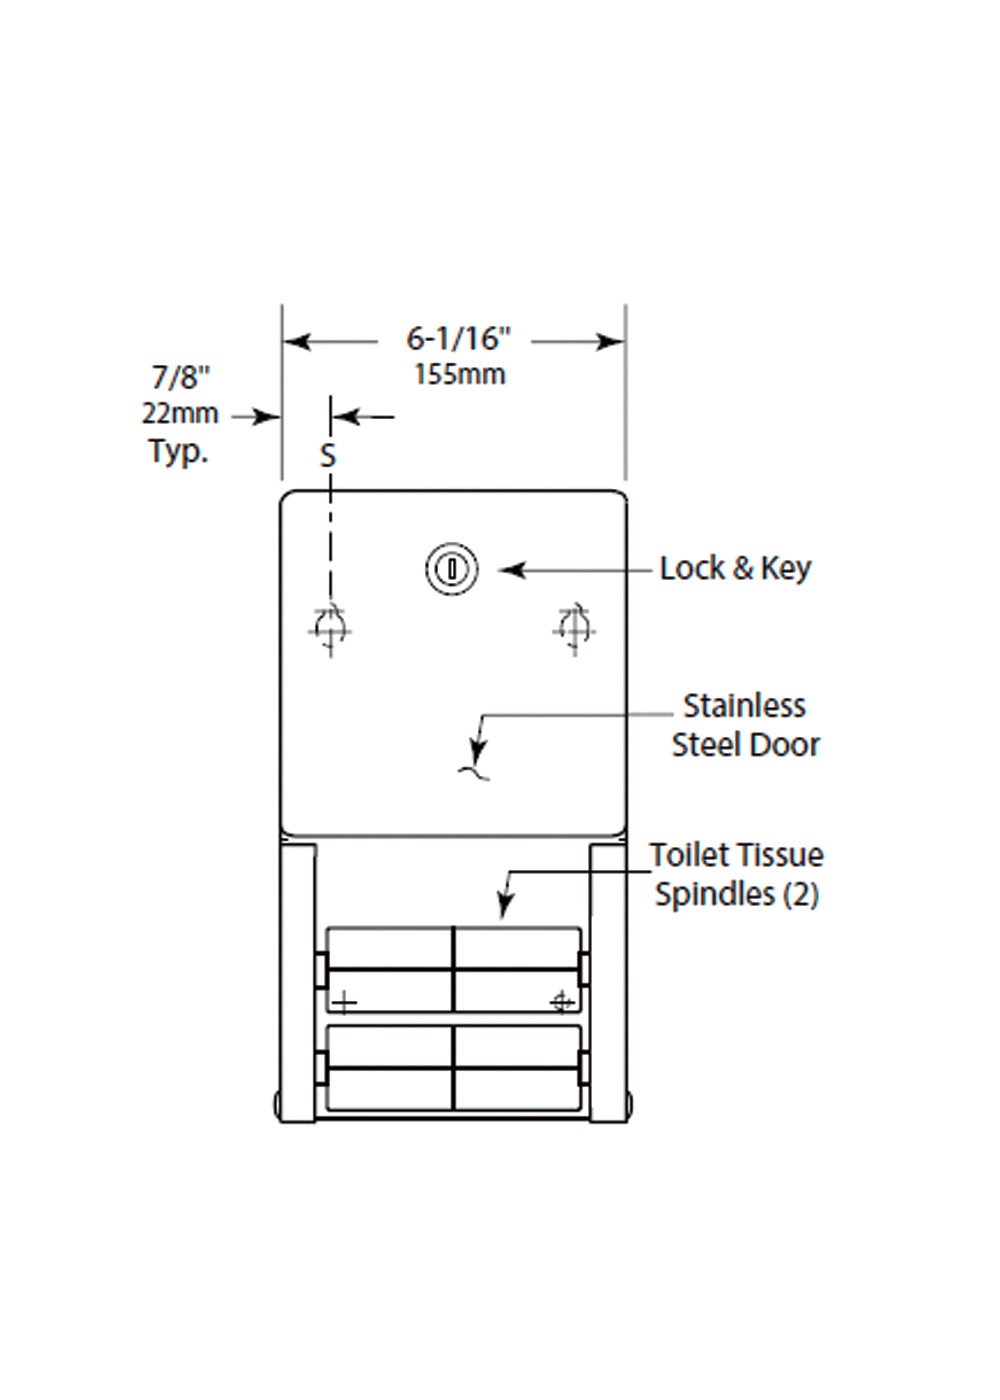 6-1/16"
155mm
7/8"
22mm
Typ.
S
Lock & Key
Stainless
Steel Door
Toilet Tissue
Spindles (2)